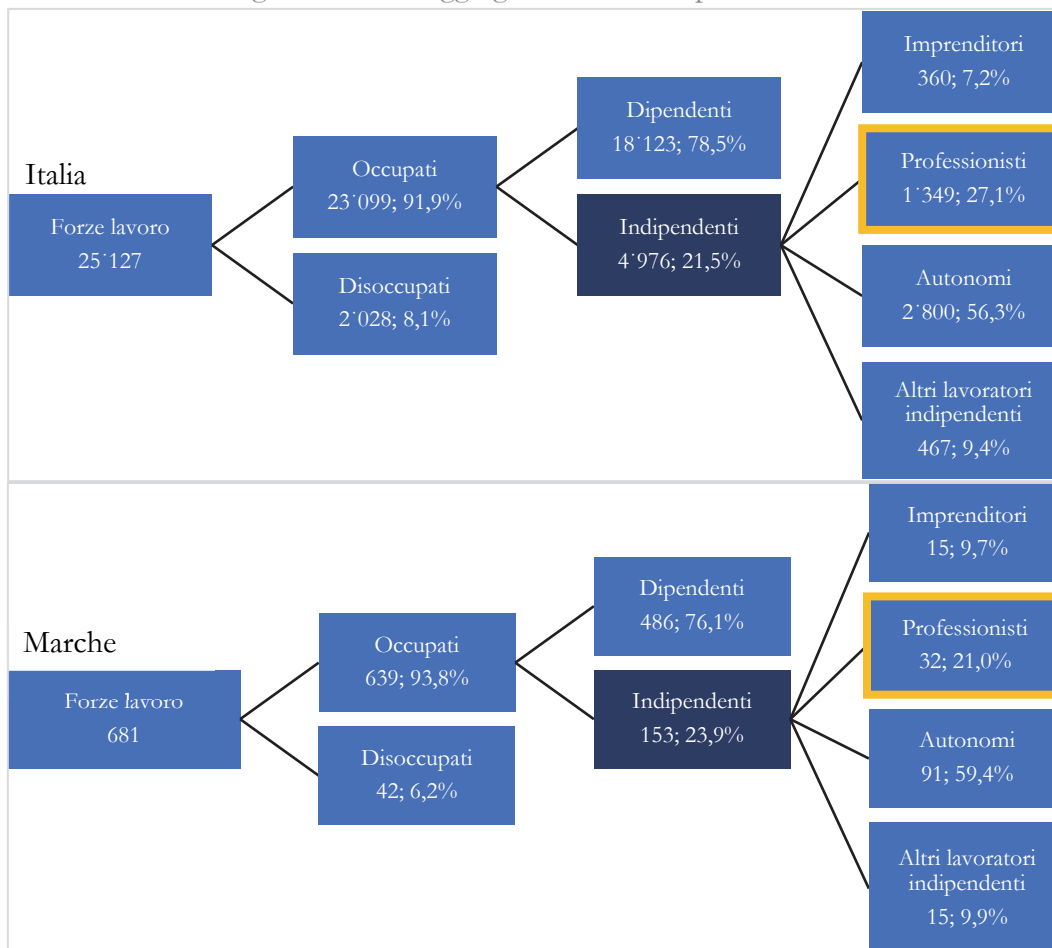 Italia
Forze lavoro
25˙127
Occupati
23˙099; 91,9%
Disoccupati
2˙028; 8,1%
Dipendenti
18˙123; 78,5%
Indipendenti
4˙976; 21,5%
Imprenditori
360; 7,2%
Professionisti
1˙349; 27,1%
Autonomi
2˙800; 56,3%
Altri lavoratori
indipendenti
467; 9,4%
Marche
Forze lavoro
681
Occupati
639; 93,8%
Disoccupati
42; 6,2%
Dipendenti
486; 76,1%
Indipendenti
153; 23,9%
Imprenditori
15; 9,7%
Professionisti
32; 21,0%
Autonomi
91; 59,4%
Altri lavoratori
indipendenti
15; 9,9%